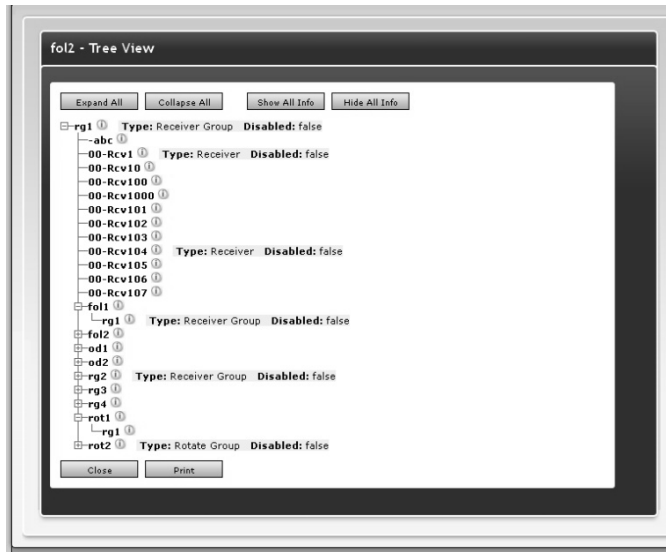 fol2 - Tree View
Expand All Collapse All Show All Info Hide All Info
rg1 Type: Receiver Group Disabled: false
-abc
00-Rcv1 Type: Receiver Disabled: false
00-Rcv10
00-Rcv100
00-Rcv1000
00-Rcv101
00-Rcv102
00-Rcv103
00-Rcv104 Type: Receiver Disabled: false
00-Rcv105
00-Rcv106
00-Rcv107
fol1
rg1 Type: Receiver Group Disabled: false
fol2
od1
od2
rg2 Type: Receiver Group Disabled: false
rg3
rg4
rot1
rg1
rot2 Type: Rotate Group Disabled: false
Close Print